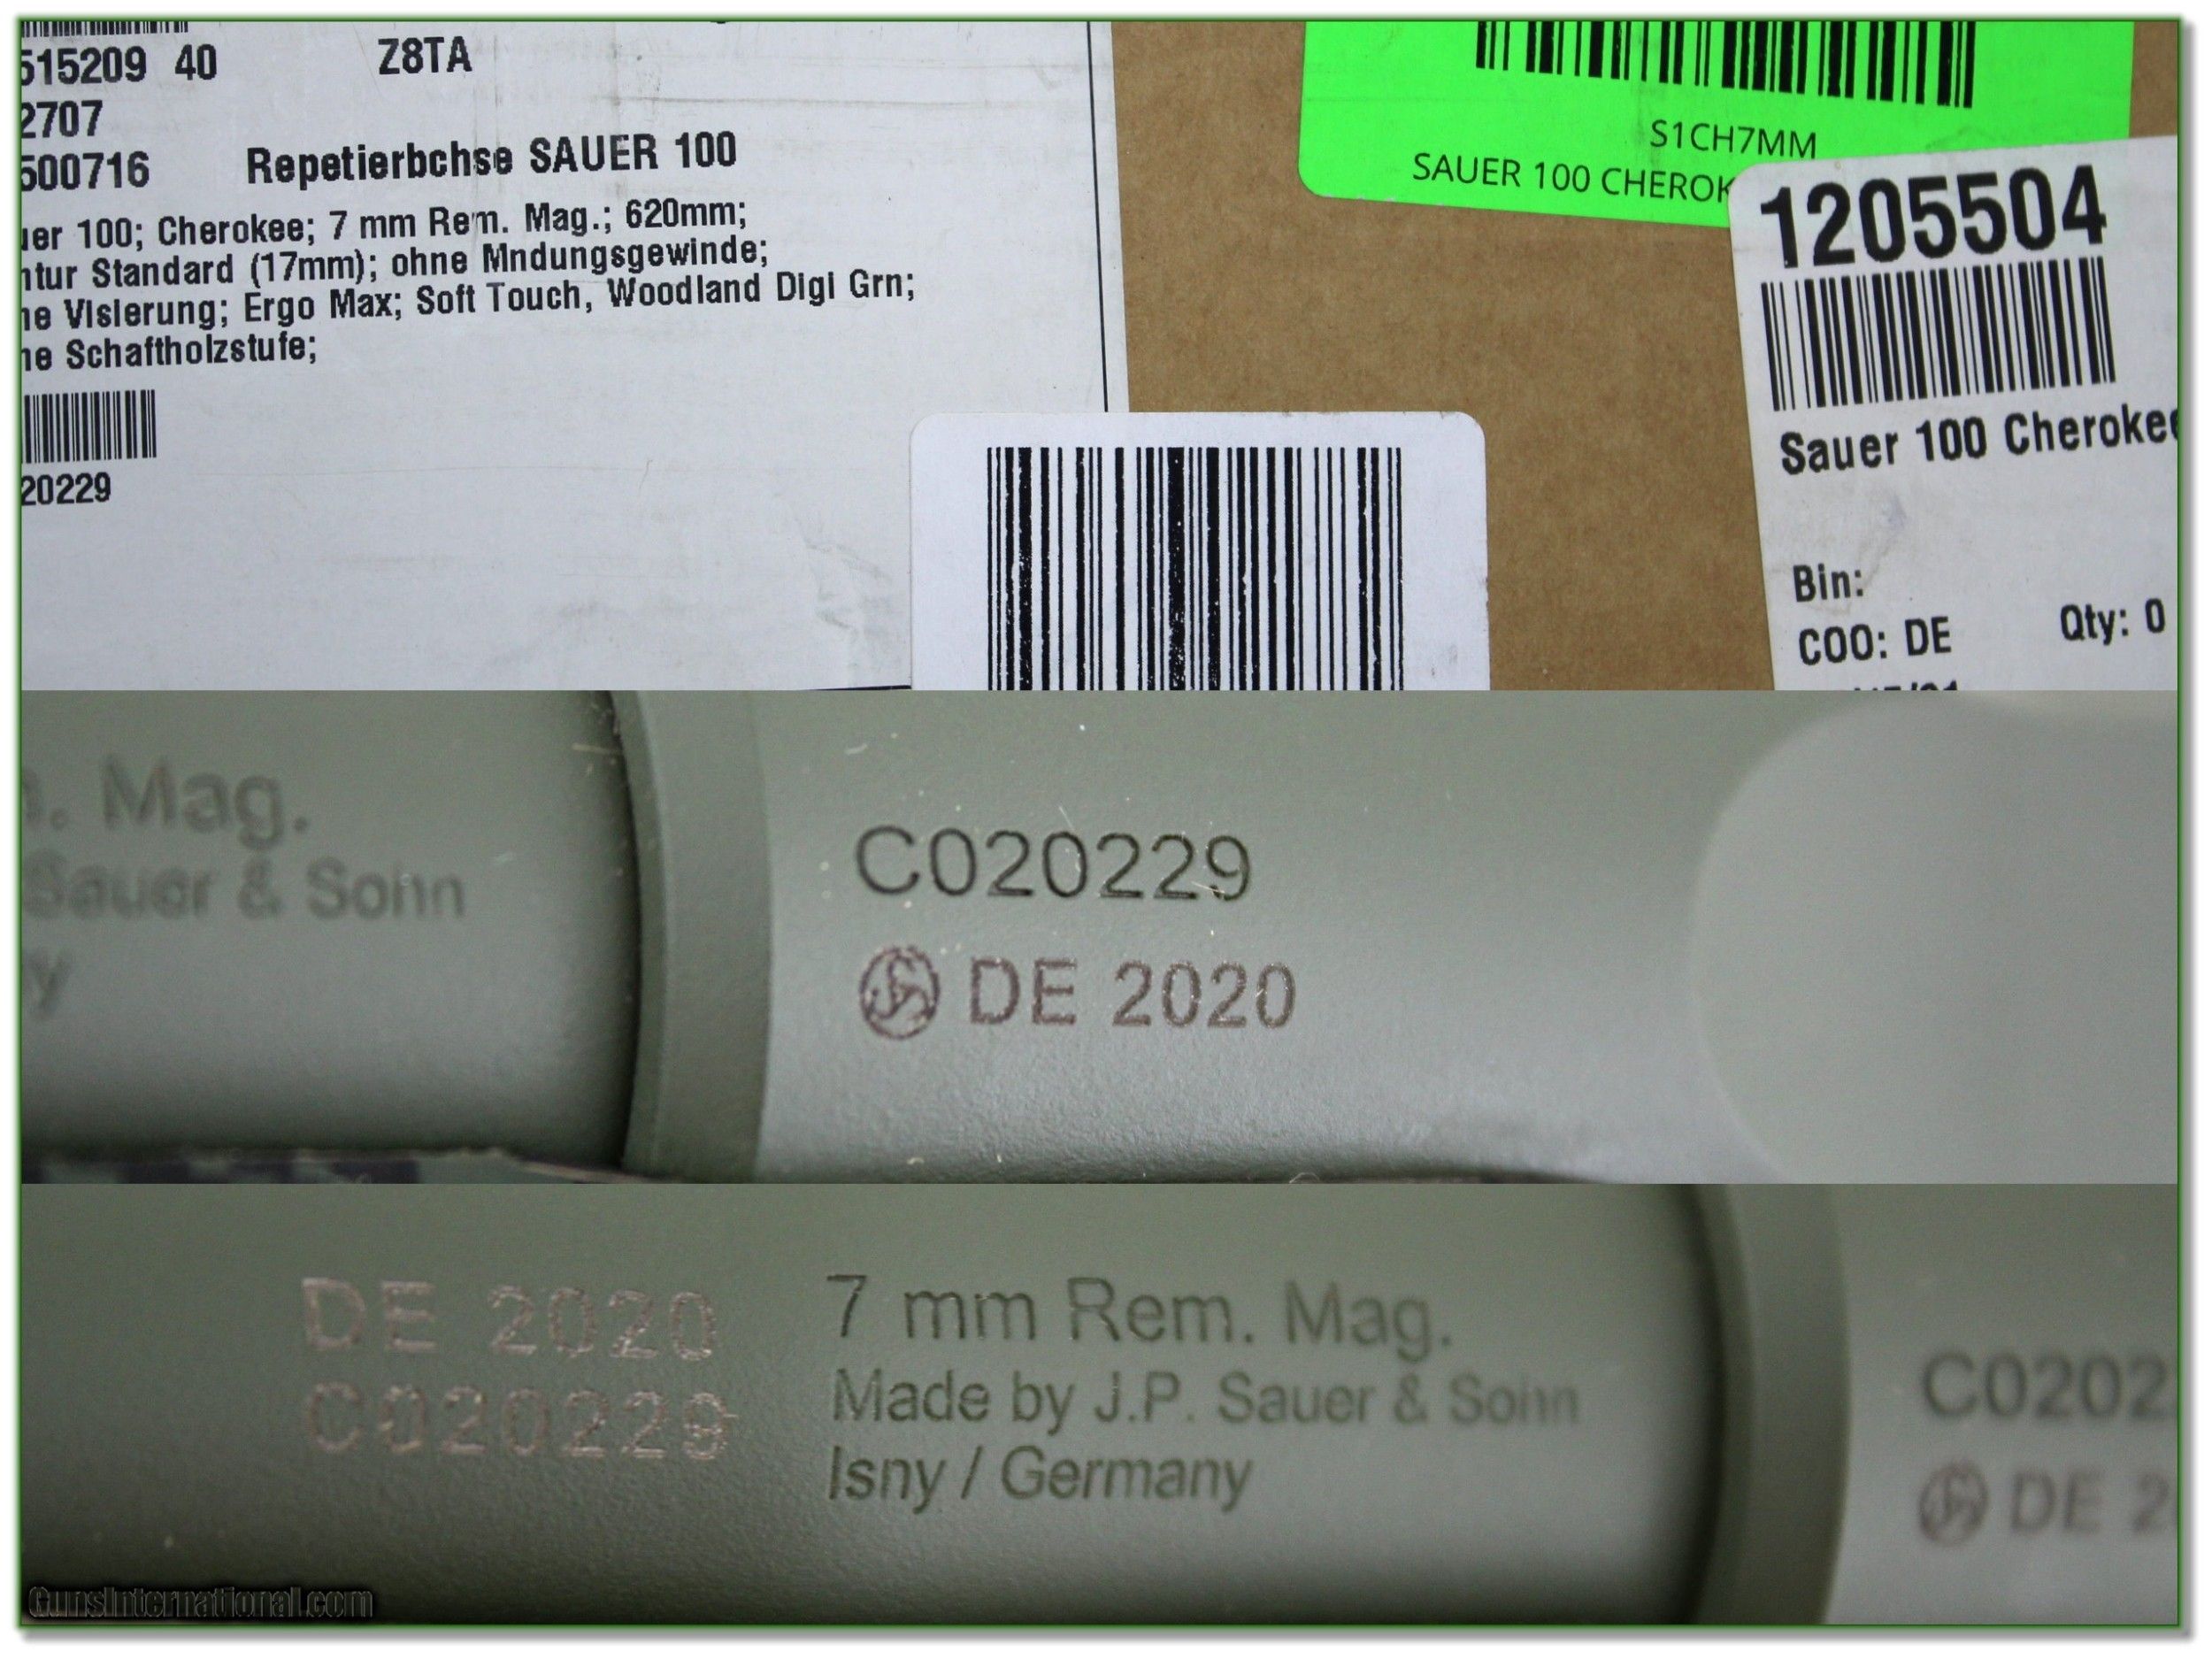 515209 40 Z8TA
2707
500716 Repetierbchse SAUER 100
uer 100; Cherokee; 7 mm Rem. Mag.; 620mm;
ntur Standard (17mm); ohne Mndungsgewinde;
ne Visierung; Ergo Max; Soft Touch, Woodland Digi Grn;
ne Schaftholzstufe;
20229
S1CH7MM
SAUER 100 CHEROK
1205504
Sauer 100 Cherokee
Bin:
COO: DE Qty: 0
. Mag.
Sauer & Sohn
y
C020229
DE 2020
DE 2020
C020229
7 mm Rem. Mag.
Made by J.P. Sauer & Sohn
Isny / Germany
C0202
DE 2
GunsInternational.com